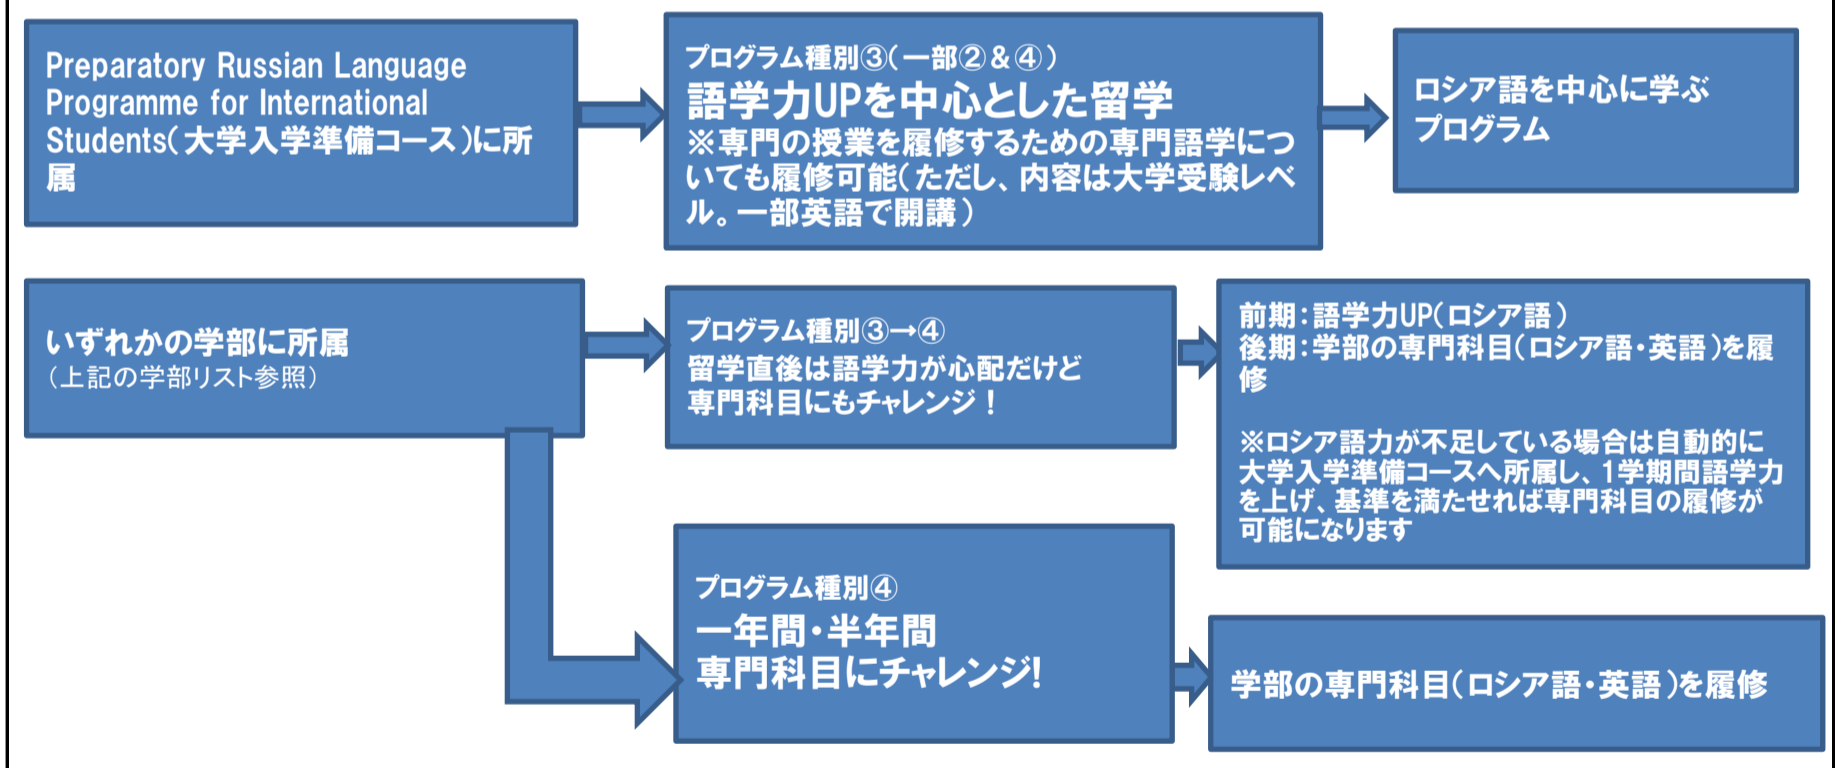 Preparatory Russian Language
Programme for International
Students(大学入学準備コース)に所
属
プログラム種別③(一部②&④)
語学力UPを中心とした留学
※専門の授業を履修するための専門語学につ
いても履修可能(ただし、内容は大学受験レベ
ル。一部英語で開講)
ロシア語を中心に学ぶ
プログラム
いずれかの学部に所属
(上記の学部リスト参照)
プログラム種別③→④
留学直後は語学力が心配だけど
専門科目にもチャレンジ!
前期:語学力UP(ロシア語)
後期:学部の専門科目(ロシア語・英語)を履
修
※ロシア語力が不足している場合は自動的に
大学入学準備コースへ所属し、1学期間語学力
を上げ、基準を満たせれば専門科目の履修が
可能になります
プログラム種別④
一年間・半年間
専門科目にチャレンジ!
学部の専門科目(ロシア語・英語)を履修